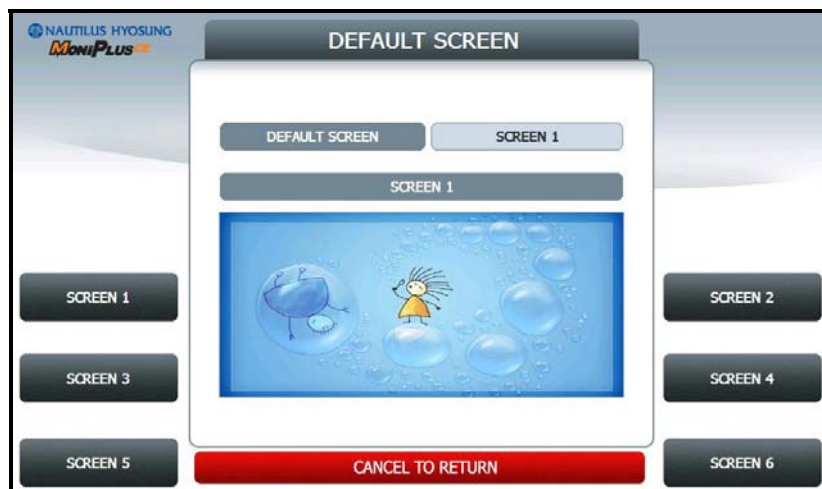 NAUTILUS HYOSUNG
MoniPlus CE
DEFAULT SCREEN
DEFAULT SCREEN SCREEN 1
SCREEN 1
SCREEN 1
SCREEN 2
SCREEN 3
SCREEN 4
SCREEN 5
CANCEL TO RETURN
SCREEN 6